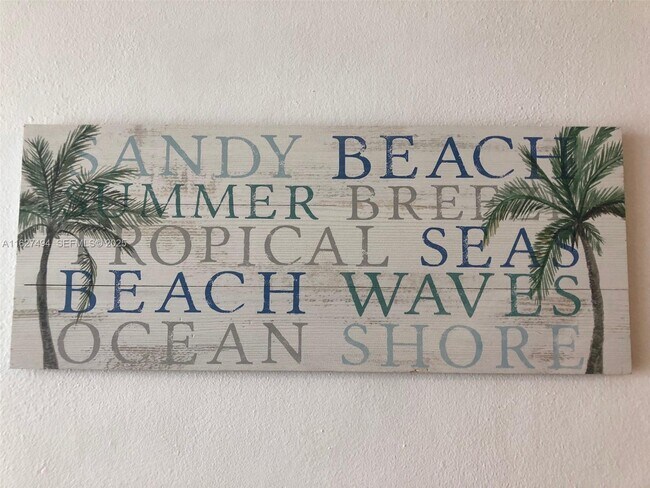 SANDY BEACH
SUMMER BREEZE
TROPICAL SEAS
A11627494 SEFMLS© 2025
BEACH WAVES
OCEAN SHORE